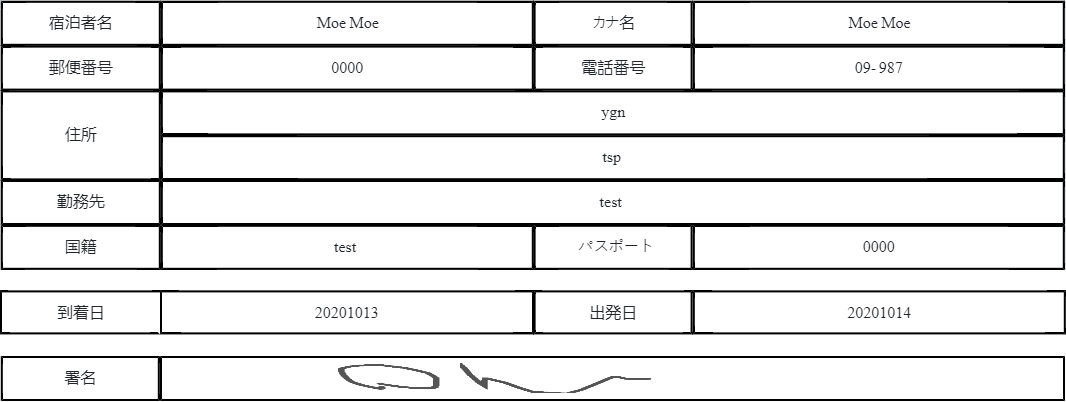 宿泊者名 Moe Moe カナ名 Moe Moe
郵便番号 0000 電話番号 09- 987
住所 ygn
tsp
勤務先 test
国籍 test パスポート 0000
到着日 20201013 出発日 20201014
署名